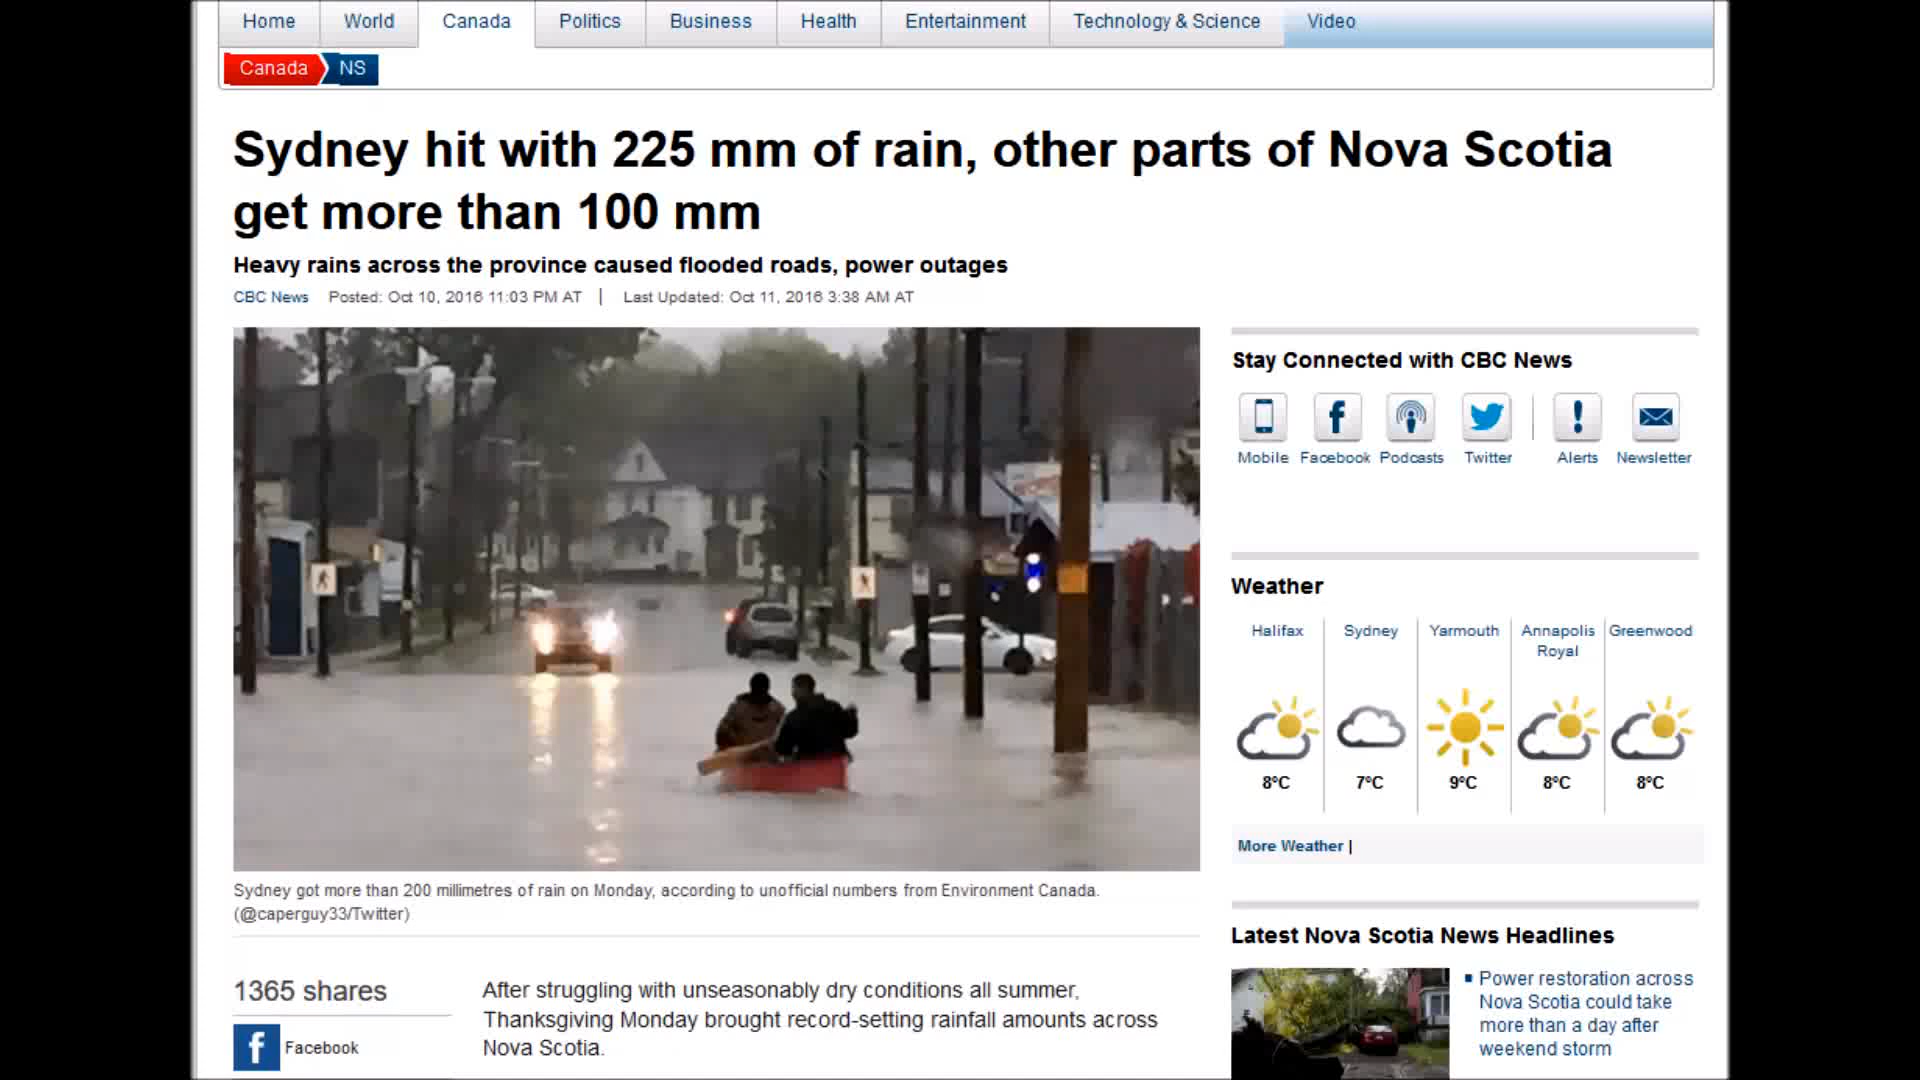 Home World Canada Politics Business Health Entertainment Technology & Science Video
Canada NS
Sydney hit with 225 mm of rain, other parts of Nova Scotia
get more than 100 mm
Heavy rains across the province caused flooded roads, power outages
CBC News Posted: Oct 10, 2016 11:03 PM AT | Last Updated: Oct 11, 2016 3:38 AM AT
Sydney got more than 200 millimetres of rain on Monday, according to unofficial numbers from Environment Canada.
(@caperguy33/Twitter)
1365 shares
Facebook
After struggling with unseasonably dry conditions all summer,
Thanksgiving Monday brought record-setting rainfall amounts across
Nova Scotia.
Stay Connected with CBC News
Mobile Facebook Podcasts Twitter Alerts Newsletter
Weather
Halifax Sydney Yarmouth Annapolis Greenwood
Royal
8°C 7°C 9°C 8°C 8°C
More Weather |
Latest Nova Scotia News Headlines
Power restoration across
Nova Scotia could take
more than a day after
weekend storm